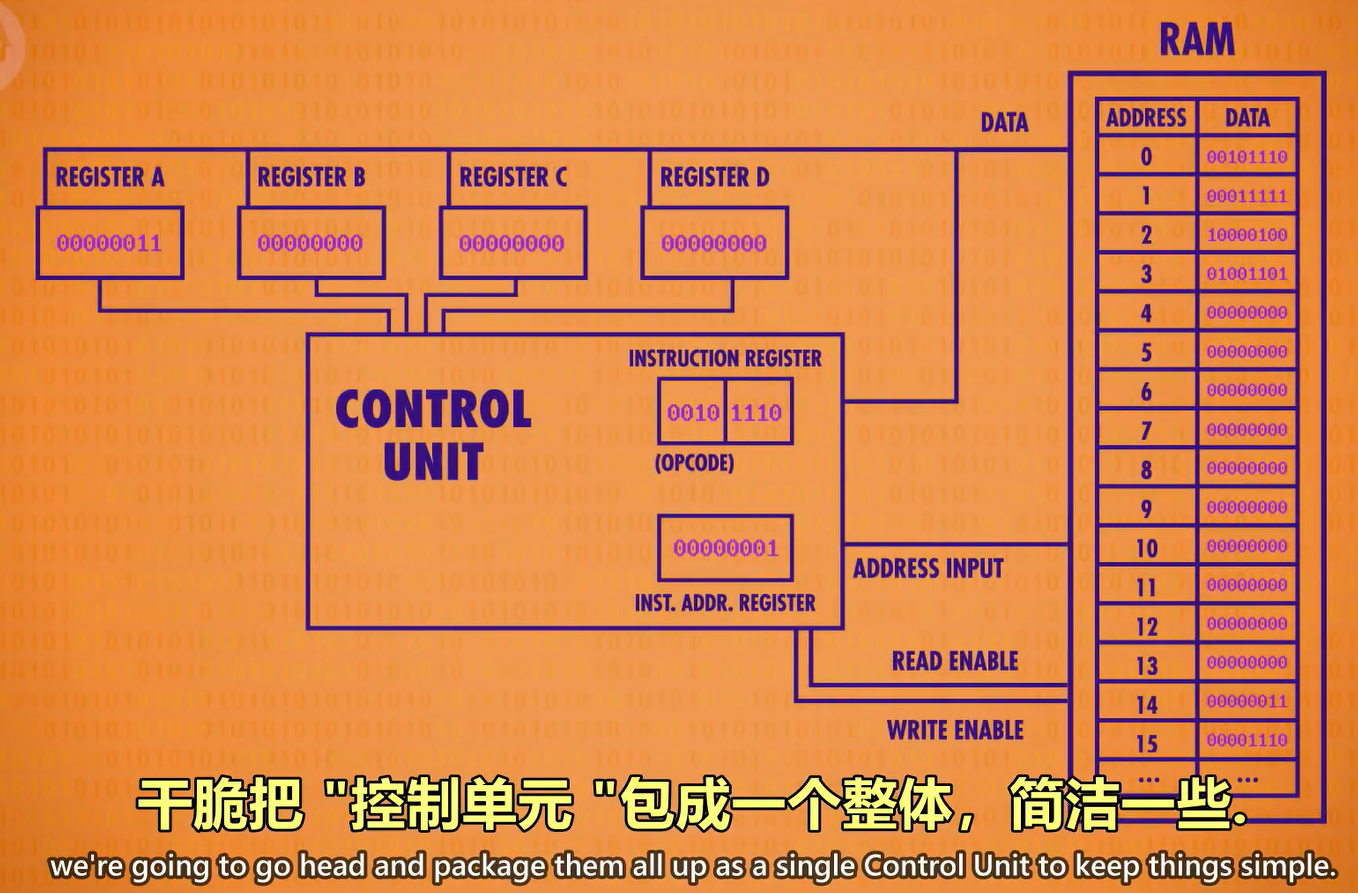 RAM
DATA
ADDRESS DATA
0 00101110
1 00011111
2 10000100
3 01001101
4 00000000
5 00000000
6 00000000
7 00000000
8 00000000
9 00000000
10 00000000
11 00000000
12 00000000
13 00000000
14 00000011
15 00001110
... ...
REGISTER A
00000011
REGISTER B
00000000
REGISTER C
00000000
REGISTER D
00000000
CONTROL
UNIT
INSTRUCTION REGISTER
0010 1110
(OPCODE)
00000001
INST. ADDR. REGISTER
ADDRESS INPUT
READ ENABLE
WRITE ENABLE
干脆把 "控制单元 "包成一个整体，简洁一些.
we're going to go head and package them all up as a single Control Unit to keep things simple.